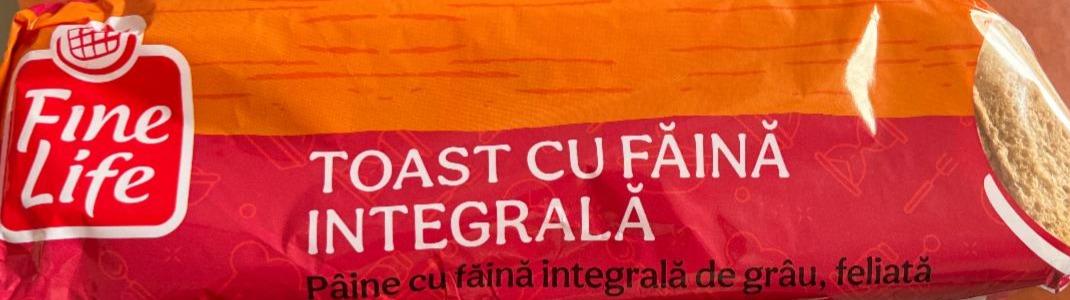 Fine
Life
TOAST CU FĂINĂ
INTEGRALĂ
Pâine cu făină integrală de grâu, feliată